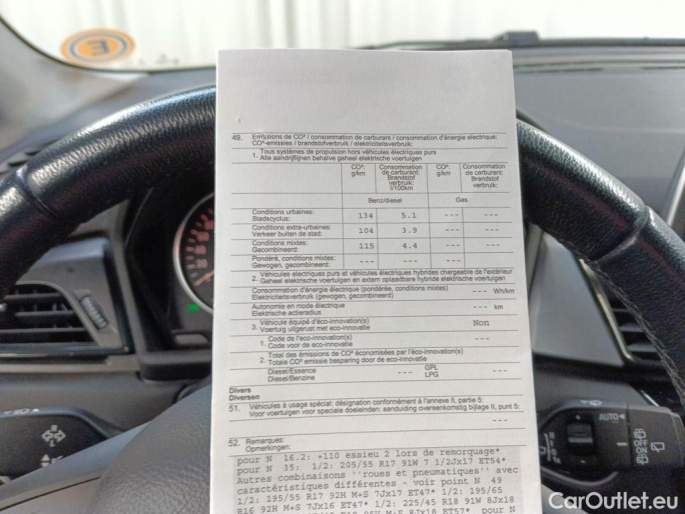 E
49. Emissions de CO² / consommation de carburant / consommation d'énergie électrique:
CO²-emissies / brandstofverbruik / elektriciteitsverbruik:
1. Tous systèmes de propulsion hors véhicules électriques purs
Alle aandrijflijnen behalve geheel elektrische voertuigen
CO²: g/km Consommation de carburant: Brandstof verbruik: l/100km CO²: g/km Consommation de carburant: Brandstof verbruik:
Benz/diesel Gas
Conditions urbaines:
Stadscyclus: 134 5.1 --- ---
Conditions extra-urbaines:
Verkeer buiten de stad: 104 3.9 --- ---
Conditions mixtes:
Gecombineerd: 115 4.4 --- ---
Pondéré, conditions mixtes:
Gewogen, gecombineerd: --- --- --- ---
2. Véhicules électriques purs et véhicules électriques hybrides chargeable de l'extérieur
Geheel elektrische voertuigen en extern oplaadbare hybride elektrische voertuigen
Consommation d'énergie électrique (pondérée, conditions mixtes)
Elektriciteitsverbruik (gewogen, gecombineerd) --- Wh/km
Autonomie en mode électrique
Elektrische actieradius --- km
3. Véhicule équipé d'éco-innovation(s) Non
Voertuig uitgerust met eco-innovatie
1. Code de l'éco-innovation(s)
Code voor de eco-innovatie ---
2. Total des émissions de CO² économisées par l'éco-innovation(s)
Totale CO² emissie besparing door de eco-innovatie
Diesel/Essence --- GPL ---
Diesel/Benzine LPG
Divers
Diversen
51. Véhicules à usage spécial: désignation conformément à l'annexe II, partie 5:
Voor voertuigen voor speciale doeleinden: aanduiding overeenkomstig bijlage II, punt 5:
---
52. Remarques:
Opmerkingen:
pour N 16.2: +110 essieu 2 lors de remorquage*
pour N 35: 1/2: 205/55 R17 91W 7 1/2Jx17 ET54*
Autres combinaisons ''roues et pneumatiques'' avec
caractéristiques différentes - voir point N 49
1/2: 195/55 R17 92H M+S 7Jx17 ET47* 1/2: 195/65
R16 92H M+S 7Jx16 ET47* 1/2: 225/45 R18 91W 8Jx18
M+S 8Jx18 ET57* pour N
AUTO
CarOutlet.eu